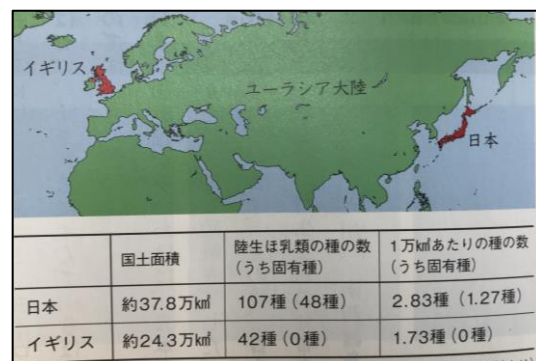 イギリス
ユーラシア大陸
日本
国土面積
陸生ほ乳類の種の数
(うち固有種)
1万km²あたりの種の数
(うち固有種)
日本
約37.8万km²
107種(48種)
2.83種(1.27種)
イギリス
約24.3万km²
42種(0種)
1.73種(0種)